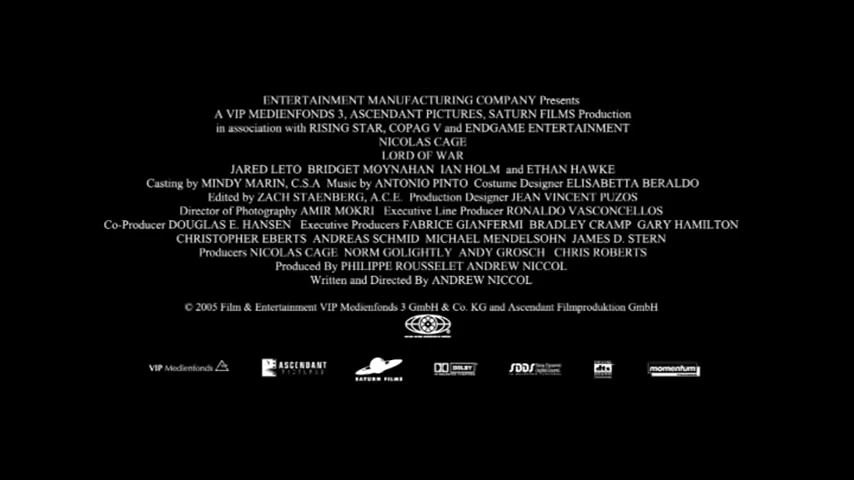 ENTERTAINMENT MANUFACTURING COMPANY Presents
A VIP MEDIENFONDS 3, ASCENDANT PICTURES, SATURN FILMS Production
in association with RISING STAR, COPAG V and ENDGAME ENTERTAINMENT
NICOLAS CAGE
LORD OF WAR
JARED LETO BRIDGET MOYNAHAN IAN HOLM and ETHAN HAWKE
Casting by MINDY MARIN, C.S.A Music by ANTONIO PINTO Costume Designer ELISABETTA BERALDO
Edited by ZACH STAENBERG, A.C.E. Production Designer JEAN VINCENT PUZOS
Director of Photography AMIR MOKRI Executive Line Producer RONALDO VASCONCELLOS
Co-Producer DOUGLAS E. HANSEN Executive Producers FABRICE GIANFERMI BRADLEY CRAMP GARY HAMILTON
CHRISTOPHER EBERTS ANDREAS SCHMID MICHAEL MENDELSOHN JAMES D. STERN
Producers NICOLAS CAGE NORM GOLIGHTLY ANDY GROSCH CHRIS ROBERTS
Produced By PHILIPPE ROUSSELET ANDREW NICCOL
Written and Directed By ANDREW NICCOL
© 2005 Film & Entertainment VIP Medienfonds 3 GmbH & Co. KG and Ascendant Filmproduktion GmbH
VIP Medienfonds ASCENDANT PICTURES SATURN FILMS DOLBY SDDS dts momentum